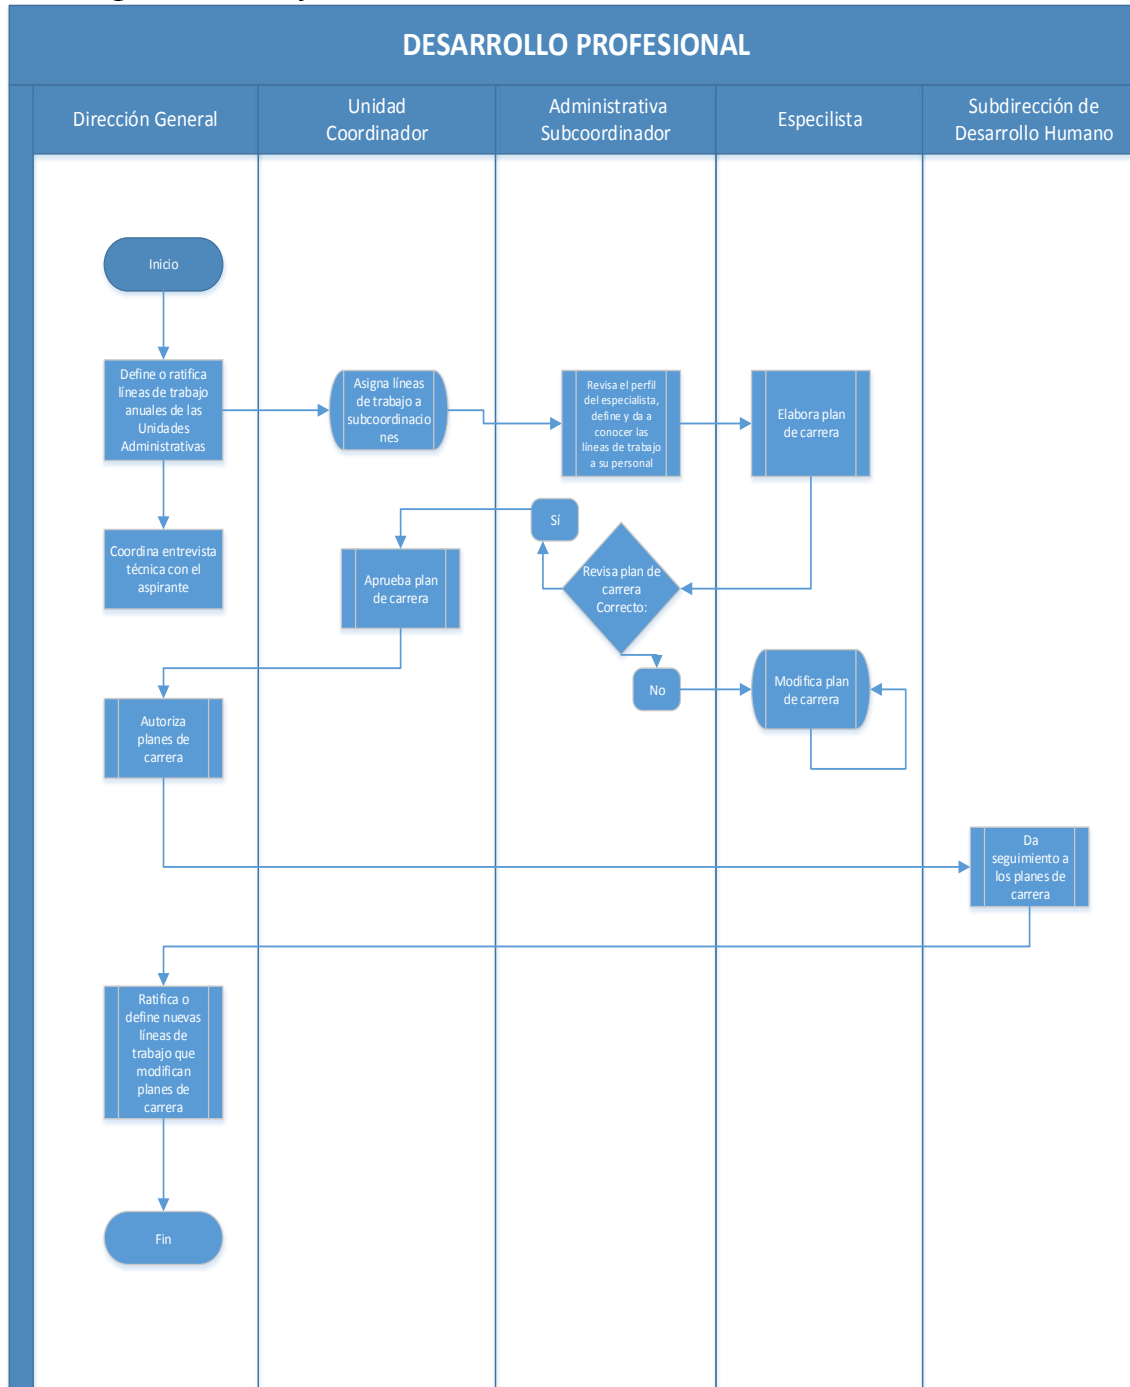 DESARROLLO PROFESIONAL
Dirección General
Unidad
Coordinador
Administrativa
Subcoordinador
Especilista
Subdirección de
Desarrollo Humano
Inicio
Define o ratifica
líneas de trabajo
anuales de las
Unidades
Administrativas
Asigna líneas
de trabajo a
subcoordinacio
nes
Revisa el perfil
del especialista,
define y da a
conocer las
líneas de trabajo
a su personal
Elabora plan
de carrera
Coordina entrevista
técnica con el
aspirante
Sí
Aprueba plan
de carrera
Revisa plan de
carrera
Correcto:
No
Modifica plan
de carrera
Autoriza
planes de
carrera
Da
seguimiento a
los planes de
carrera
Ratifica o
define nuevas
líneas de
trabajo que
modifican
planes de
carrera
Fin